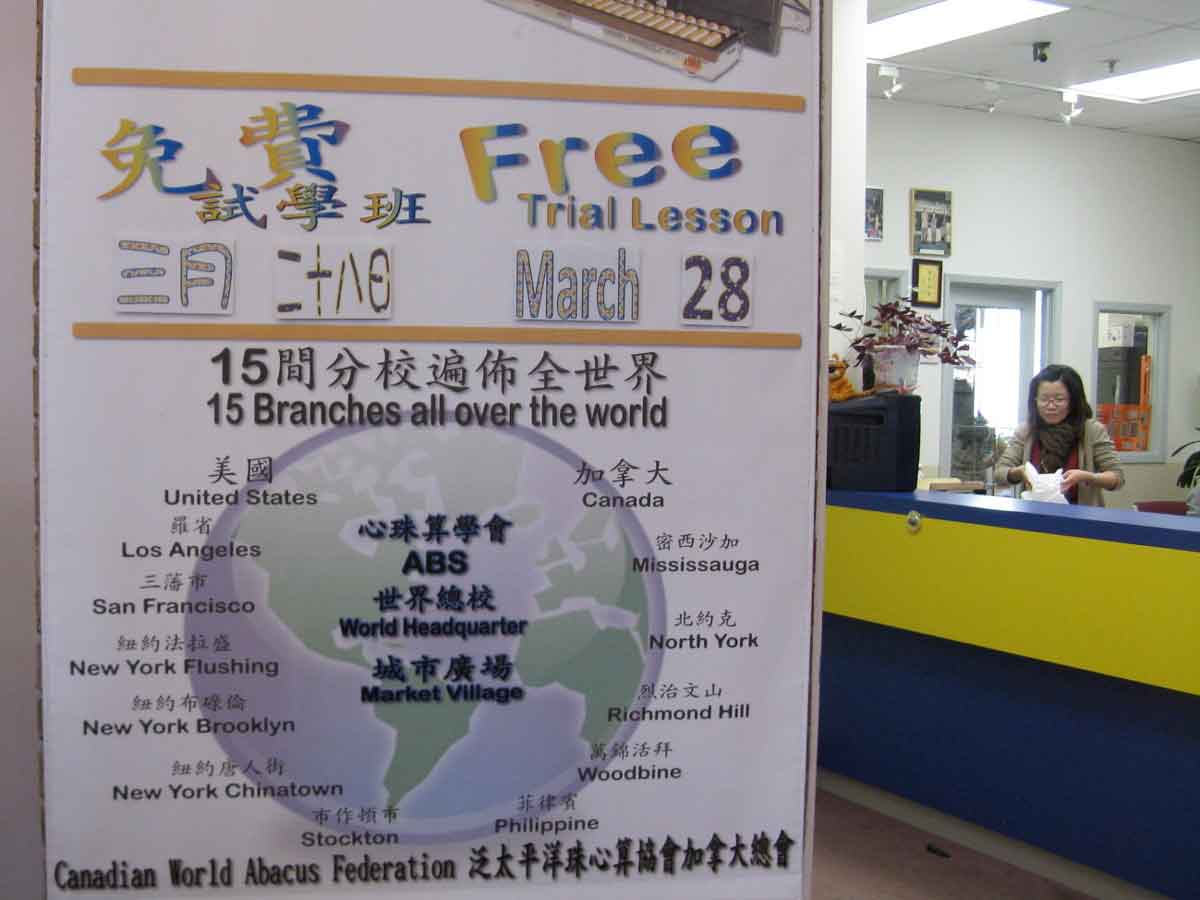 免費 Free
試學班 Trial Lesson
三月 二十八日 March 28
15間分校遍佈全世界
15 Branches all over the world
美國
United States
羅省
Los Angeles
三藩市
San Francisco
紐約法拉盛
New York Flushing
紐約布碌倫
New York Brooklyn
紐約唐人街
New York Chinatown
市作頓市
Stockton
心珠算學會
ABS
世界總校
World Headquarter
城市廣場
Market Village
加拿大
Canada
密西沙加
Mississauga
北約克
North York
烈治文山
Richmond Hill
萬錦活拜
Woodbine
菲律賓
Philippine
Canadian World Abacus Federation 泛太平洋珠心算協會加拿大總會